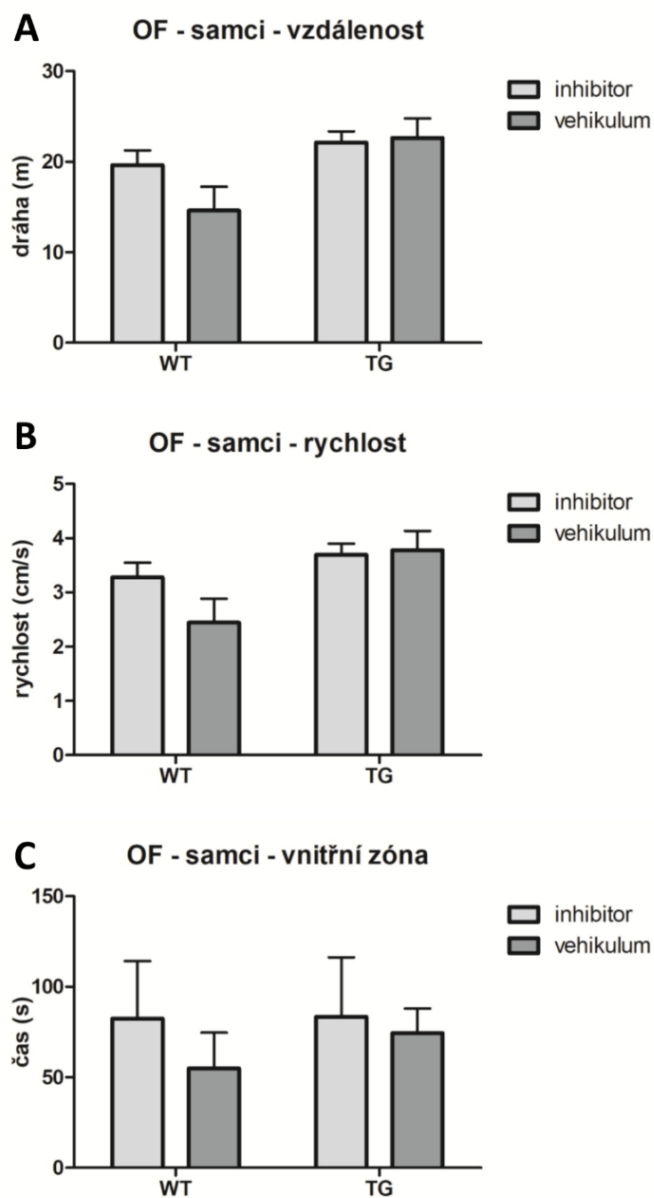 A
OF - samci - vzdálenost
inhibitor
vehikulum
dráha (m)
30
20
10
0
WT
TG
B
OF - samci - rychlost
inhibitor
vehikulum
rychlost (cm/s)
5
4
3
2
1
0
WT
TG
C
OF - samci - vnitřní zóna
inhibitor
vehikulum
čas (s)
150
100
50
0
WT
TG